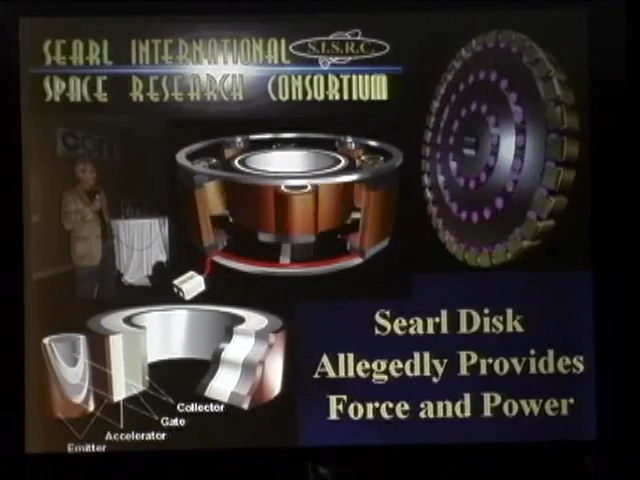 SEARL INTERNATIONAL
S.I.S.R.C.
SPACE RESEARCH CONSORTIUM
Searl Disk
Allegedly Provides
Force and Power
Collector
Gate
Accelerator
Emitter